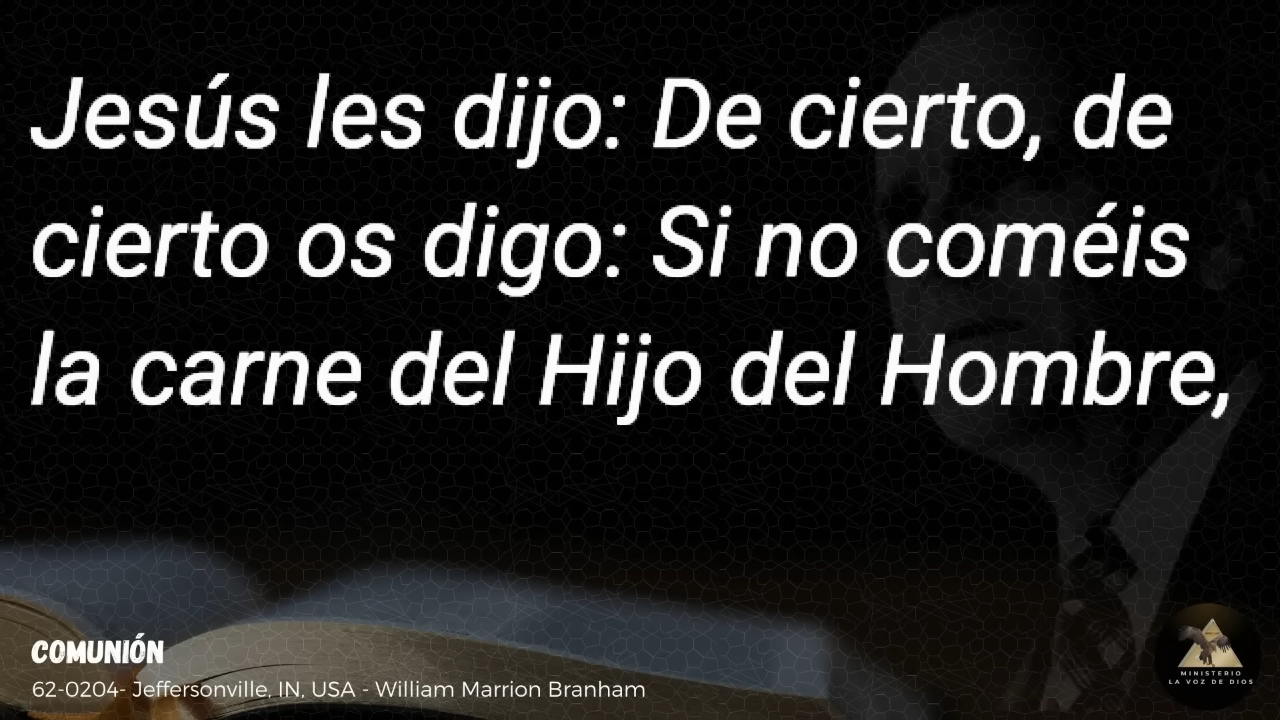 Jesús les dijo: De cierto, de
cierto os digo: Si no coméis
la carne del Hijo del Hombre,
COMUNIÓN
62-0204- Jeffersonville, IN, USA - William Marrion Branham
MINISTERIO
LA VOZ DE DIOS